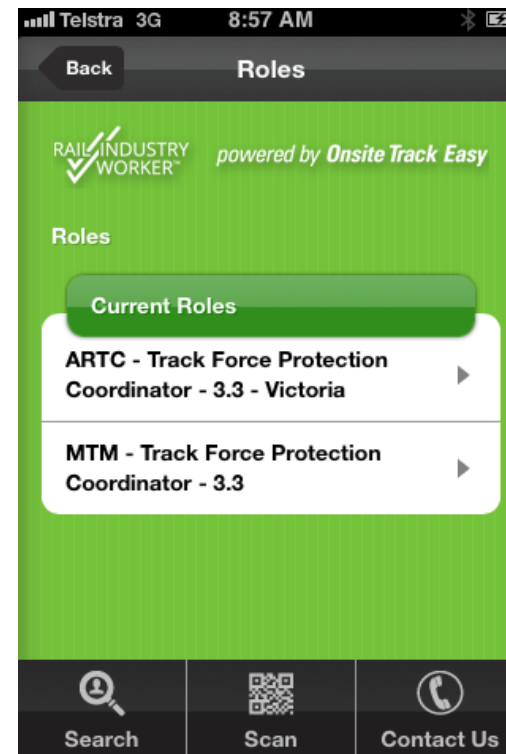 Telstra 3G 8:57 AM
Back Roles
RAIL INDUSTRY
WORKER™
powered by Onsite Track Easy
Roles
Current Roles
ARTC - Track Force Protection
Coordinator - 3.3 - Victoria
MTM - Track Force Protection
Coordinator - 3.3
Search Scan Contact Us